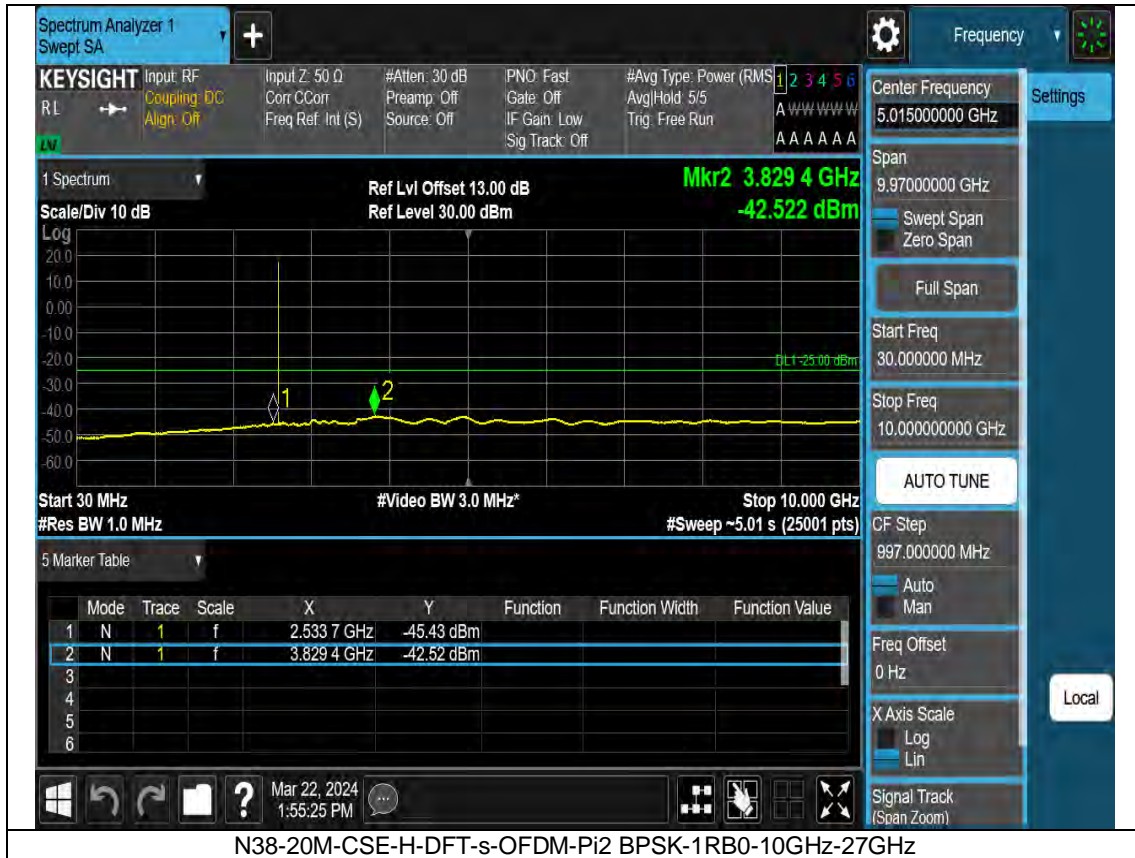 Spectrum Analyzer 1
Swept SA
+
Frequency
KEYSIGHT
RL
Input: RF
Coupling: DC
Align: Off
Input Z: 50 Ω
Corr CCorr
Freq Ref: Int (S)
#Atten: 30 dB
Preamp: Off
Source: Off
PNO: Fast
Gate: Off
IF Gain: Low
Sig Track: Off
#Avg Type: Power (RMS
Avg|Hold: 5/5
Trig: Free Run
1 2 3 4 5 6
A W W W W W
A A A A A A
1 Spectrum
Scale/Div 10 dB
Ref Lvl Offset 13.00 dB
Ref Level 30.00 dBm
Mkr2 3.829 4 GHz
-42.522 dBm
Log
20.0
10.0
0.00
-10.0
-20.0
-30.0
-40.0
-50.0
-60.0
DL1 -25.00 dBm
1
2
Start 30 MHz
#Res BW 1.0 MHz
#Video BW 3.0 MHz*
Stop 10.000 GHz
#Sweep ~5.01 s (25001 pts)
5 Marker Table
Mode Trace Scale X Y Function Function Width Function Value
1 N 1 f 2.533 7 GHz -45.43 dBm
2 N 1 f 3.829 4 GHz -42.52 dBm
3
4
5
6
?
Mar 22, 2024
1:55:25 PM
Center Frequency
5.015000000 GHz
Settings
Span
9.97000000 GHz
Swept Span
Zero Span
Full Span
Start Freq
30.000000 MHz
Stop Freq
10.000000000 GHz
AUTO TUNE
CF Step
997.000000 MHz
Auto
Man
Freq Offset
0 Hz
Local
X Axis Scale
Log
Lin
Signal Track
(Span Zoom)
N38-20M-CSE-H-DFT-s-OFDM-Pi2 BPSK-1RB0-10GHz-27GHz